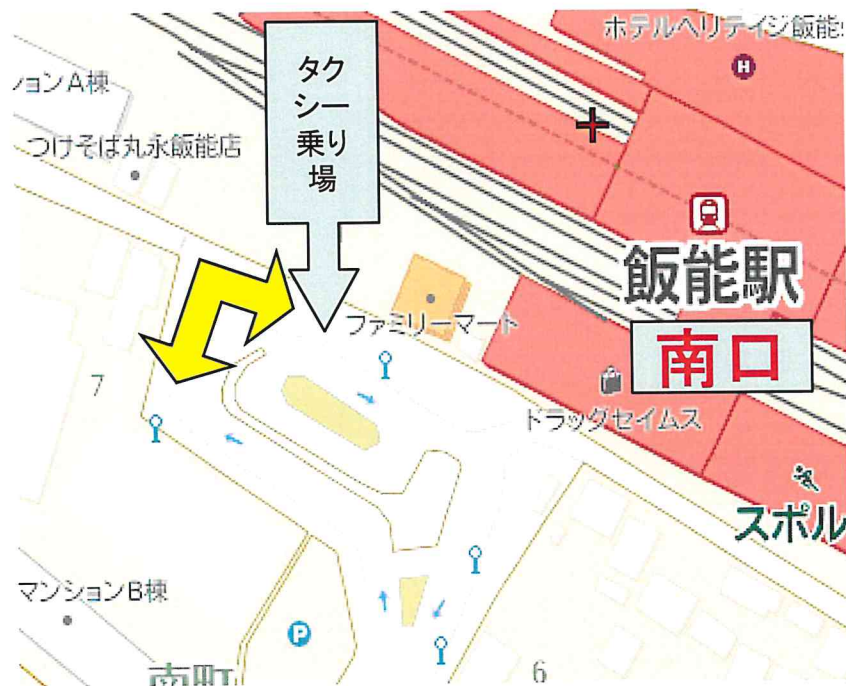 ホテルヘリテイジ飯能
H
タク
シー
乗り
場
ションA棟
つけそば丸永飯能店
飯能駅
南口
ファミリーマート
7
ドラッグセイムス
スポル
マンションB棟
P
南町
6